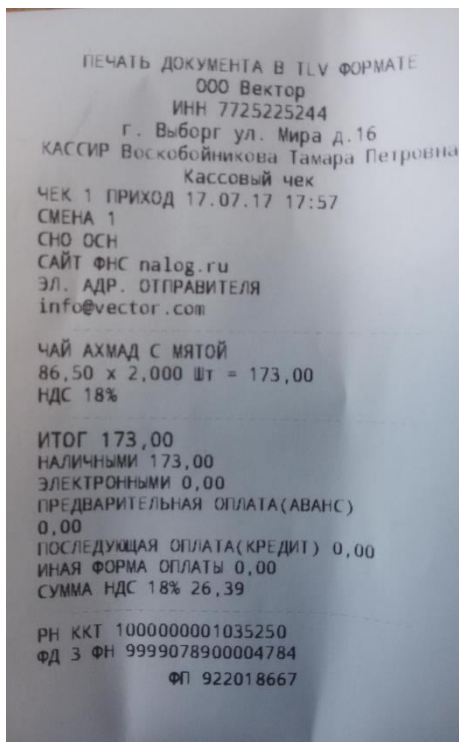 ПЕЧАТЬ ДОКУМЕНТА В TLV ФОРМАТЕ
ООО Вектор
ИНН 7725225244
г. Выборг ул. Мира д.16
КАССИР Воскобойникова Тамара Петровна
Кассовый чек
ЧЕК 1 ПРИХОД 17.07.17 17:57
СМЕНА 1
СНО ОСН
САЙТ ФНС nalog.ru
ЭЛ. АДР. ОТПРАВИТЕЛЯ
info@vector.com
ЧАЙ АХМАД С МЯТОЙ
86,50 x 2,000 Шт = 173,00
НДС 18%
ИТОГ 173,00
НАЛИЧНЫМИ 173,00
ЭЛЕКТРОННЫМИ 0,00
ПРЕДВАРИТЕЛЬНАЯ ОПЛАТА(АВАНС)
0,00
ПОСЛЕДУЮЩАЯ ОПЛАТА(КРЕДИТ) 0,00
ИНАЯ ФОРМА ОПЛАТЫ 0,00
СУММА НДС 18% 26,39
РН ККТ 1000000001035250
ФД 3 ФН 9999078900004784
ФП 922018667